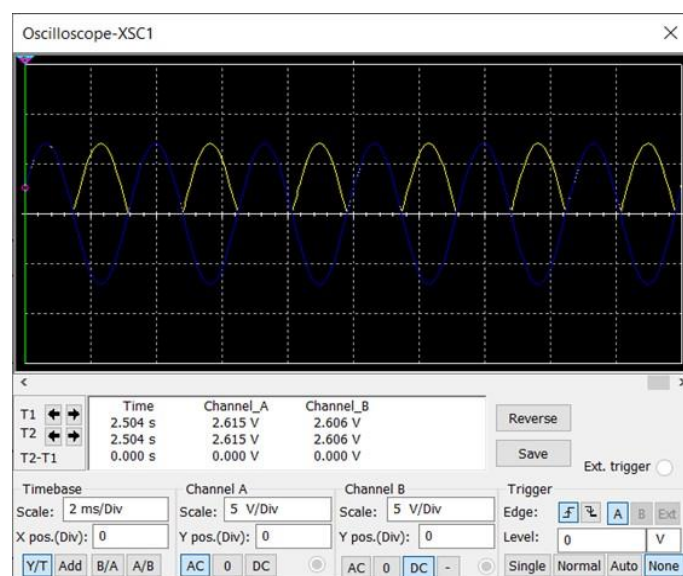 Oscilloscope-XSC1
T1
T2
T2-T1
Time Channel_A Channel_B
2.504 s 2.615 V 2.606 V
2.504 s 2.615 V 2.606 V
0.000 s 0.000 V 0.000 V
Reverse
Save
Ext. trigger
Timebase
Scale: 2 ms/Div
X pos.(Div): 0
Y/T Add B/A A/B
Channel A
Scale: 5 V/Div
Y pos.(Div): 0
AC 0 DC
Channel B
Scale: 5 V/Div
Y pos.(Div): 0
AC 0 DC -
Trigger
Edge: A B Ext
Level: 0 V
Single Normal Auto None